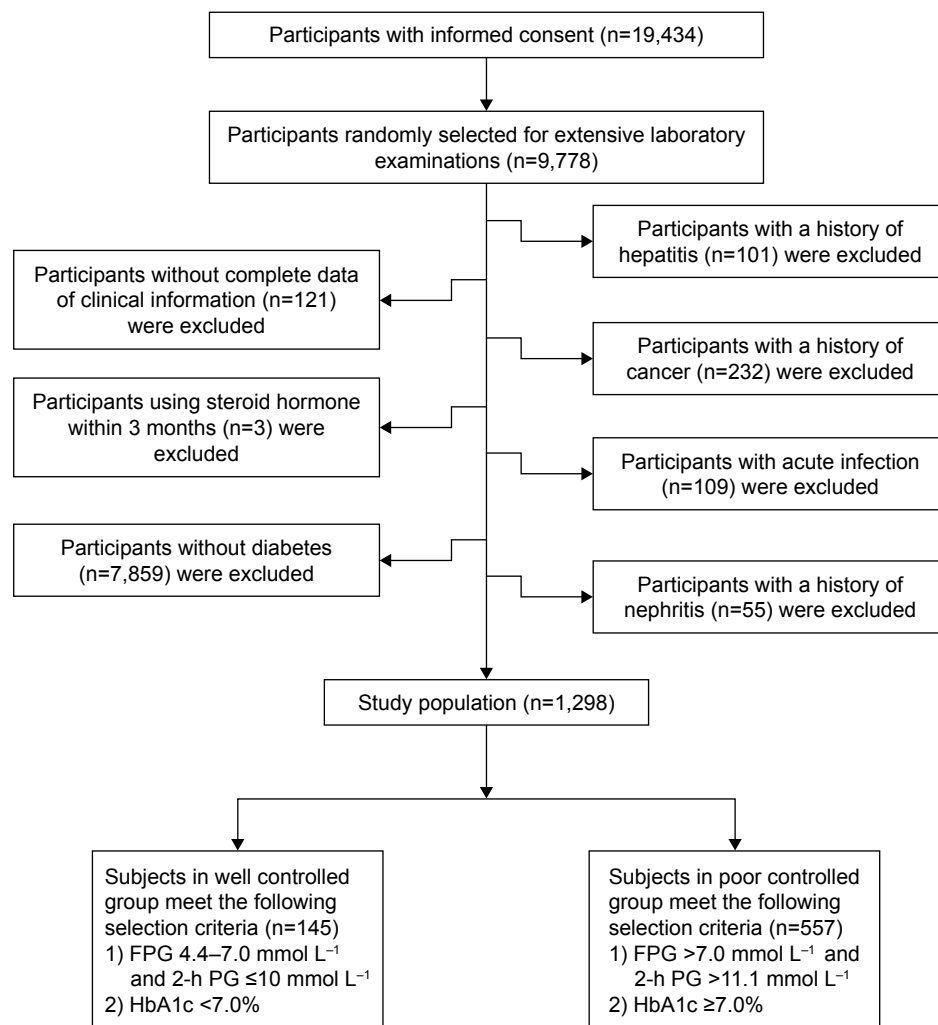 Participants with informed consent (n=19,434)
Participants randomly selected for extensive laboratory
examinations (n=9,778)
Participants with a history of
hepatitis (n=101) were excluded
Participants without complete data
of clinical information (n=121)
were excluded
Participants with a history of
cancer (n=232) were excluded
Participants using steroid hormone
within 3 months (n=3) were
excluded
Participants with acute infection
(n=109) were excluded
Participants without diabetes
(n=7,859) were excluded
Participants with a history of
nephritis (n=55) were excluded
Study population (n=1,298)
Subjects in well controlled
group meet the following
selection criteria (n=145)
1) FPG 4.4–7.0 mmol L⁻¹
and 2-h PG ≤10 mmol L⁻¹
2) HbA1c <7.0%
Subjects in poor controlled
group meet the following
selection criteria (n=557)
1) FPG >7.0 mmol L⁻¹ and
2-h PG >11.1 mmol L⁻¹
2) HbA1c ≥7.0%